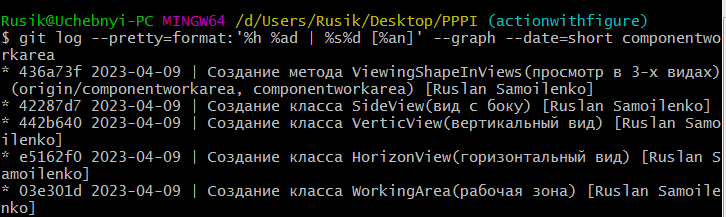 Rusik@Uchebnyi-PC MINGW64 /d/Users/Rusik/Desktop/PPPI (actionwithfigure)
$ git log --pretty=format:'%h %ad | %s%d [%an]' --graph --date=short componentwo
rkarea
* 436a73f 2023-04-09 | Создание метода ViewingShapeInViews(просмотр в 3-х видах)
 (origin/componentworkarea, componentworkarea) [Ruslan Samoilenko]
* 42287d7 2023-04-09 | Создание класса SideView(вид с боку) [Ruslan Samoilenko]
* 442b640 2023-04-09 | Создание класса VerticView(вертикальный вид) [Ruslan Samo
ilenko]
* e5162f0 2023-04-09 | Создание класса HorizonView(горизонтальный вид) [Ruslan S
amoilenko]
* 03e301d 2023-04-09 | Создание класса WorkingArea(рабочая зона) [Ruslan Samoile
nko]